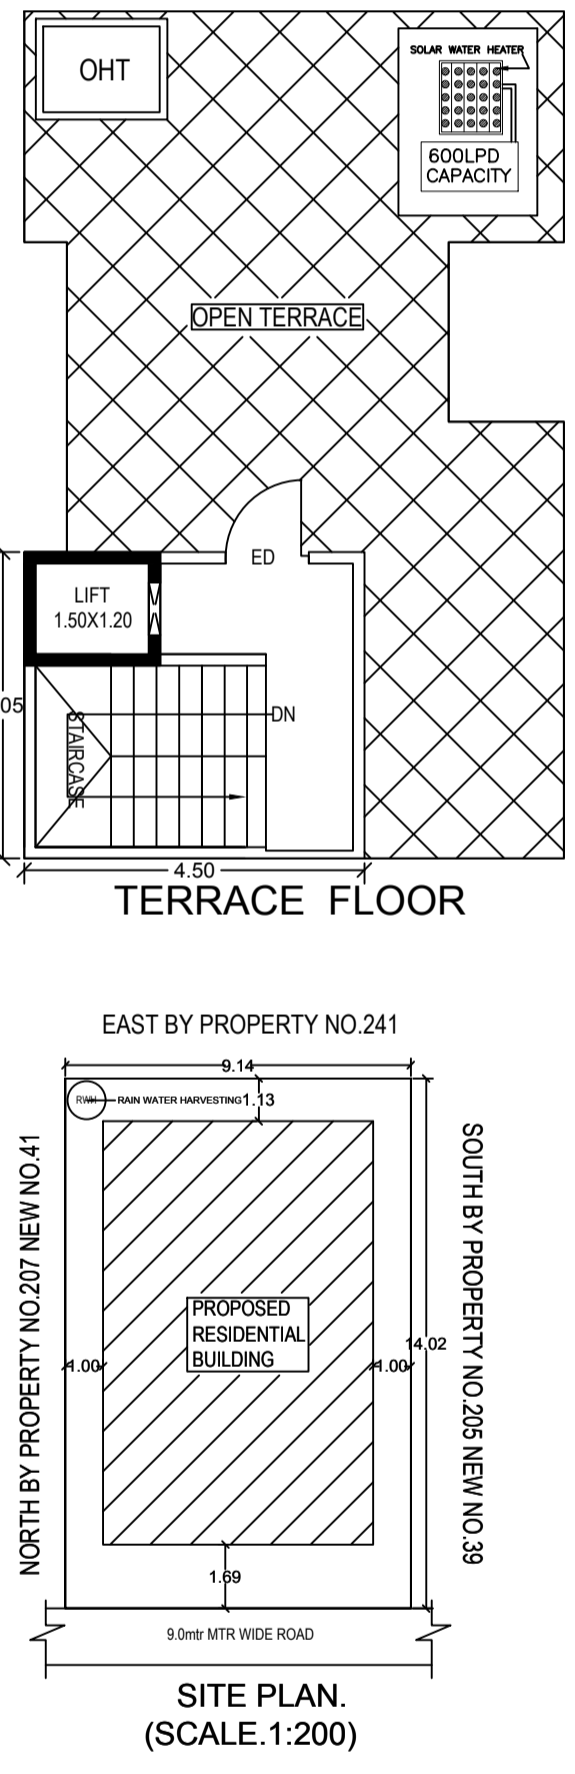 OHT
SOLAR WATER HEATER
600LPD
CAPACITY
OPEN TERRACE
ED
LIFT
1.50X1.20
05
DN
STAIRCASE
4.50
TERRACE FLOOR
EAST BY PROPERTY NO.241
9.14
RWH
RAIN WATER HARVESTING
1.13
NORTH BY PROPERTY NO.207 NEW NO.41
SOUTH BY PROPERTY NO.205 NEW NO.39
PROPOSED
RESIDENTIAL
BUILDING
14.02
1.00
1.00
1.69
9.0mtr MTR WIDE ROAD
SITE PLAN.
(SCALE.1:200)